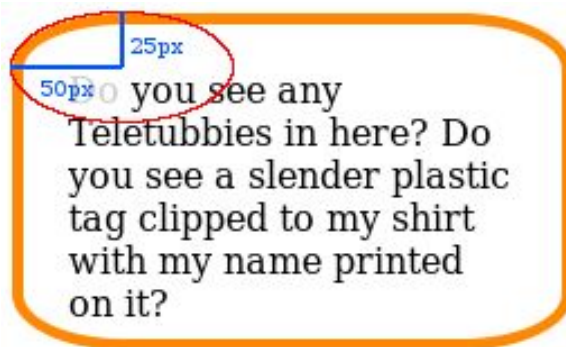 25px
50px
Do you see any
Teletubbies in here? Do
you see a slender plastic
tag clipped to my shirt
with my name printed
on it?